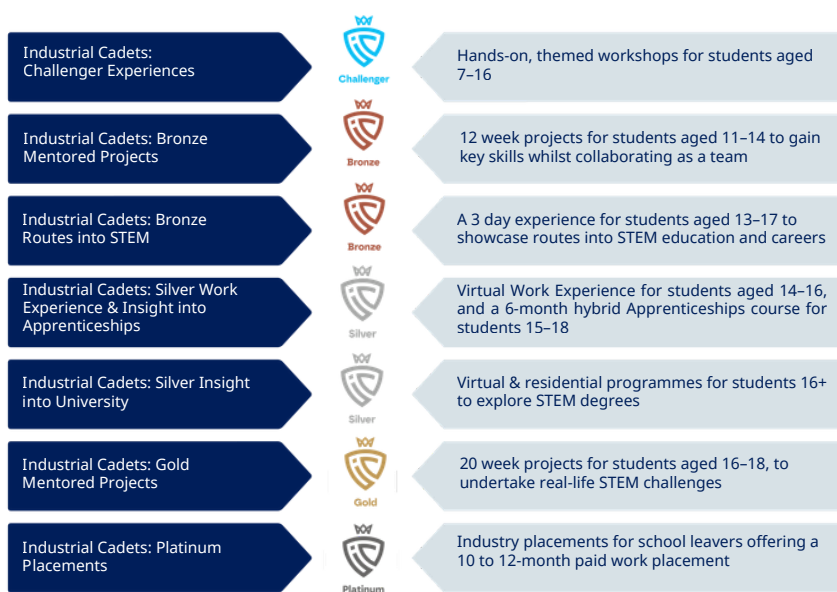 Industrial Cadets:
Challenger Experiences
Challenger
Hands-on, themed workshops for students aged
7–16
Industrial Cadets: Bronze
Mentored Projects
Bronze
12 week projects for students aged 11–14 to gain
key skills whilst collaborating as a team
Industrial Cadets: Bronze
Routes into STEM
Bronze
A 3 day experience for students aged 13–17 to
showcase routes into STEM education and careers
Industrial Cadets: Silver Work
Experience & Insight into
Apprenticeships
Silver
Virtual Work Experience for students aged 14–16,
and a 6-month hybrid Apprenticeships course for
students 15–18
Industrial Cadets: Silver Insight
into University
Silver
Virtual & residential programmes for students 16+
to explore STEM degrees
Industrial Cadets: Gold
Mentored Projects
Gold
20 week projects for students aged 16–18, to
undertake real-life STEM challenges
Industrial Cadets: Platinum
Placements
Platinum
Industry placements for school leavers offering a
10 to 12-month paid work placement